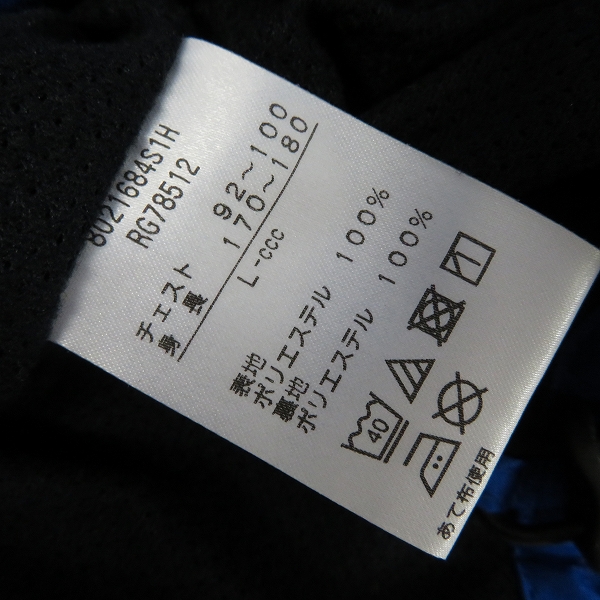 8021684S1H
RG78512
チェスト 92~100
身長 170~180
L-CCC
表地
ポリエステル 100%
裏地
ポリエステル 100%
40
あて布使用